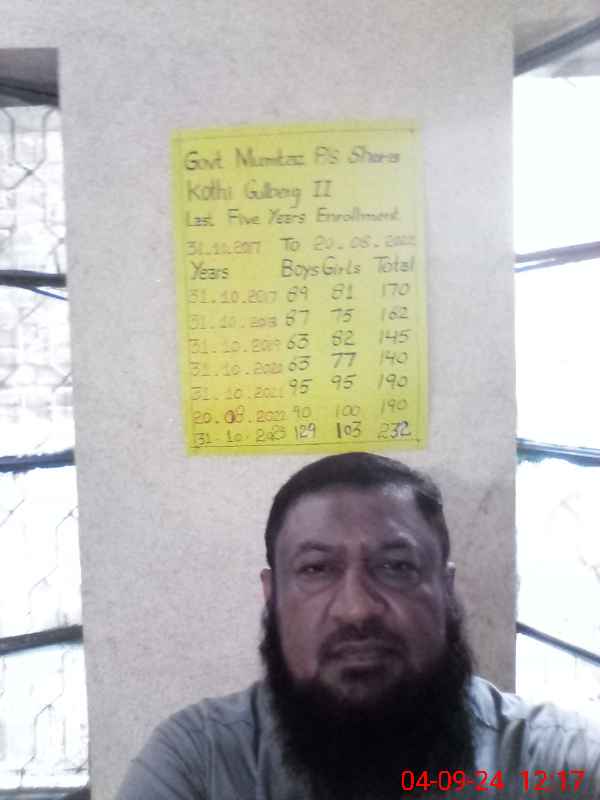 Govt Mumtaz P/S Sharea
Kothi Gulberg II
Last Five Years Enrollment
31.10.2017 To 20.08.2022
Years Boys Girls Total
31.10.2017 89 81 170
31.10.2018 87 75 162
31.10.2019 63 82 145
31.10.2020 63 77 140
31.10.2021 95 95 190
20.08.2022 90 100 190
31-10-2023 129 103 232
04-09-24 12:17